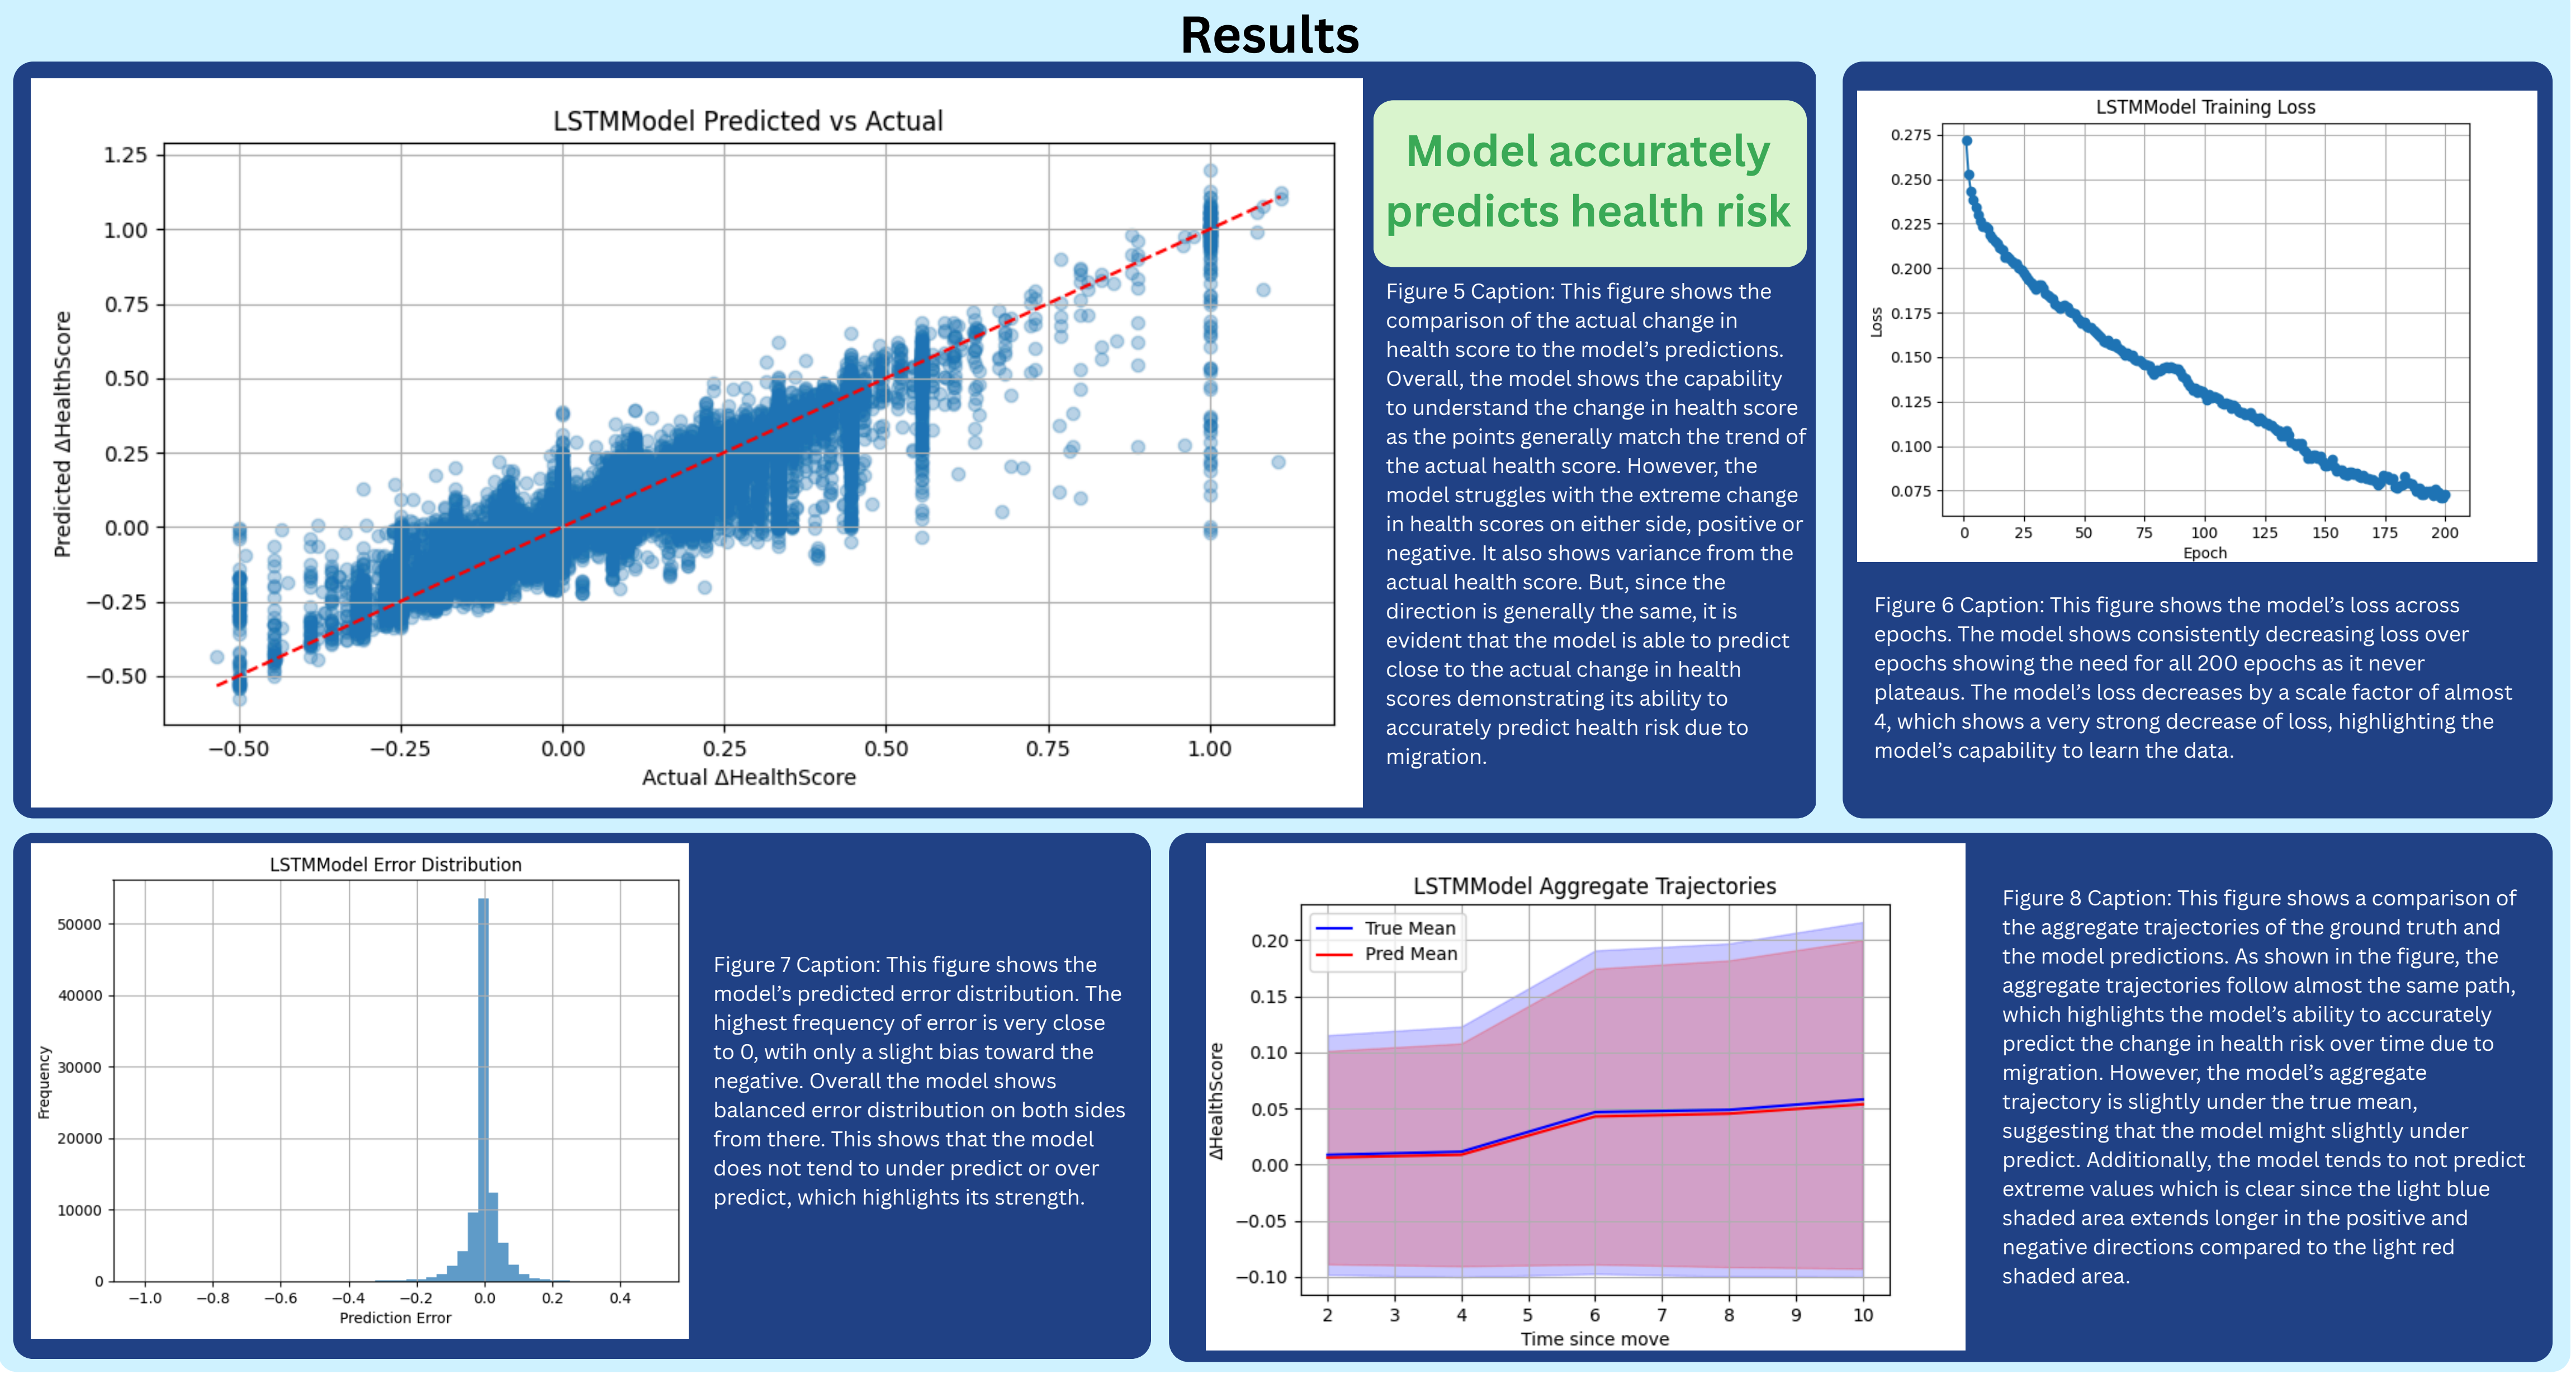 Results
LSTMModel Predicted vs Actual
1.25
1.00
0.75
0.50
0.25
0.00
−0.25
−0.50
Predicted ΔHealthScore
−0.50 −0.25 0.00 0.25 0.50 0.75 1.00
Actual ΔHealthScore
Model accurately
predicts health risk
Figure 5 Caption: This figure shows the
comparison of the actual change in
health score to the model’s predictions.
Overall, the model shows the capability
to understand the change in health score
as the points generally match the trend of
the actual health score. However, the
model struggles with the extreme change
in health scores on either side, positive or
negative. It also shows variance from the
actual health score. But, since the
direction is generally the same, it is
evident that the model is able to predict
close to the actual change in health
scores demonstrating its ability to
accurately predict health risk due to
migration.
LSTMModel Training Loss
0.275
0.250
0.225
0.200
0.175
0.150
0.125
0.100
0.075
Loss
0 25 50 75 100 125 150 175 200
Epoch
Figure 6 Caption: This figure shows the model’s loss across
epochs. The model shows consistently decreasing loss over
epochs showing the need for all 200 epochs as it never
plateaus. The model’s loss decreases by a scale factor of almost
4, which shows a very strong decrease of loss, highlighting the
model’s capability to learn the data.
LSTMModel Error Distribution
50000
40000
30000
20000
10000
0
Frequency
−1.0 −0.8 −0.6 −0.4 −0.2 0.0 0.2 0.4
Prediction Error
Figure 7 Caption: This figure shows the
model’s predicted error distribution. The
highest frequency of error is very close
to 0, wtih only a slight bias toward the
negative. Overall the model shows
balanced error distribution on both sides
from there. This shows that the model
does not tend to under predict or over
predict, which highlights its strength.
LSTMModel Aggregate Trajectories
True Mean
Pred Mean
0.20
0.15
0.10
0.05
0.00
−0.05
−0.10
ΔHealthScore
2 3 4 5 6 7 8 9 10
Time since move
Figure 8 Caption: This figure shows a comparison of
the aggregate trajectories of the ground truth and
the model predictions. As shown in the figure, the
aggregate trajectories follow almost the same path,
which highlights the model’s ability to accurately
predict the change in health risk over time due to
migration. However, the model’s aggregate
trajectory is slightly under the true mean,
suggesting that the model might slightly under
predict. Additionally, the model tends to not predict
extreme values which is clear since the light blue
shaded area extends longer in the positive and
negative directions compared to the light red
shaded area.